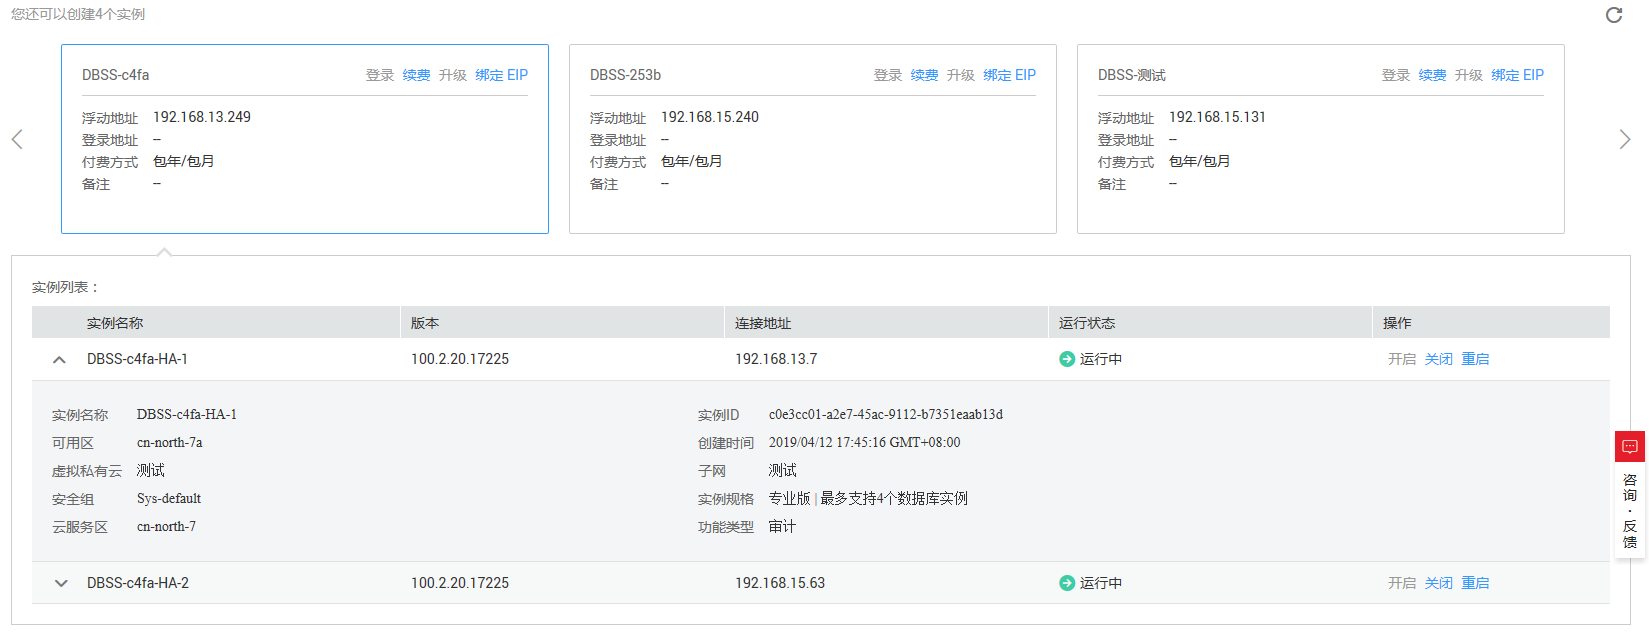 您还可以创建4个实例
DBSS-c4fa 登录 续费 升级 绑定 EIP
浮动地址 192.168.13.249
登录地址 --
付费方式 包年/包月
备注 --
DBSS-253b 登录 续费 升级 绑定 EIP
浮动地址 192.168.15.240
登录地址 --
付费方式 包年/包月
备注 --
DBSS-测试 登录 续费 升级 绑定 EIP
浮动地址 192.168.15.131
登录地址 --
付费方式 包年/包月
备注 --
实例列表：
实例名称 版本 连接地址 运行状态 操作
DBSS-c4fa-HA-1 100.2.20.17225 192.168.13.7 运行中 开启 关闭 重启
实例名称 DBSS-c4fa-HA-1 实例ID c0e3cc01-a2e7-45ac-9112-b7351eaab13d
可用区 cn-north-7a 创建时间 2019/04/12 17:45:16 GMT+08:00
虚拟私有云 测试 子网 测试
安全组 Sys-default 实例规格 专业版 | 最多支持4个数据库实例
云服务区 cn-north-7 功能类型 审计
DBSS-c4fa-HA-2 100.2.20.17225 192.168.15.63 运行中 开启 关闭 重启
咨询·反馈